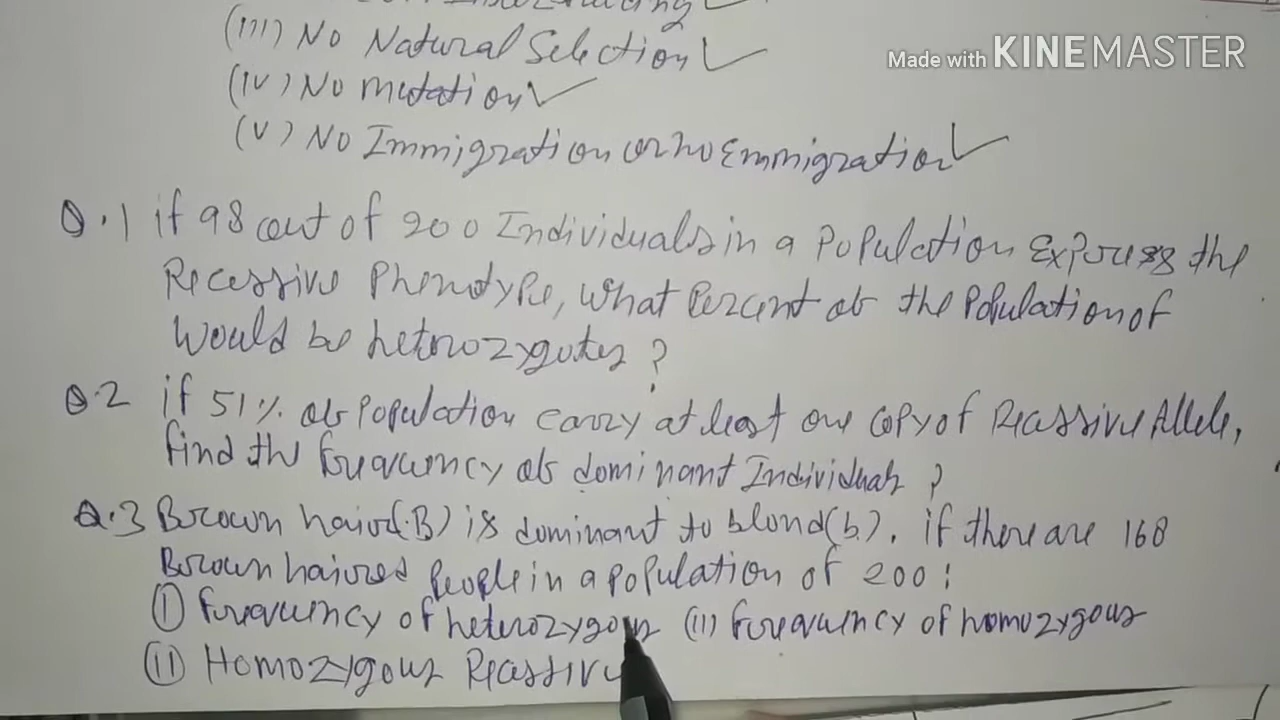 (III) No Natural Selection
Made with KINEMASTER
(IV) No mutation
(V) No Immigration or no Emmigration
Q.1 if 98 out of 200 Individuals in a Population Express the
Recessive Phenotype, What Percent of the Population of
Would be heterozygotes ?
Q.2 if 51% of Population carry at least one Copy of Recessive Allele,
find the frequency of dominant Individuals ?
Q.3 Brown hair(B) is dominant to blond(b). if there are 168
Brown haired People in a Population of 200:
(I) frequency of heterozygous (II) frequency of homozygous
(II) Homozygous Recessive